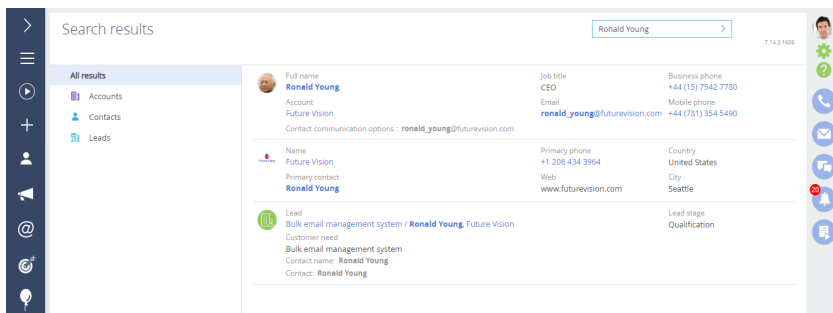 Search results
Ronald Young
7.14.3.1686
All results
Accounts
Contacts
Leads
Full name
Ronald Young
Job title
CEO
Business phone
+44 (15) 7542 7780
Account
Future Vision
Email
ronald_young@futurevision.com
Mobile phone
+44 (781) 354 5490
Contact communication options : ronald_young@futurevision.com
Name
Future Vision
Primary phone
+1 206 434 3964
Country
United States
Primary contact
Ronald Young
Web
www.futurevision.com
City
Seattle
Lead
Bulk email management system / Ronald Young, Future Vision
Lead stage
Qualification
Customer need
Bulk email management system
Contact name: Ronald Young
Contact: Ronald Young
20